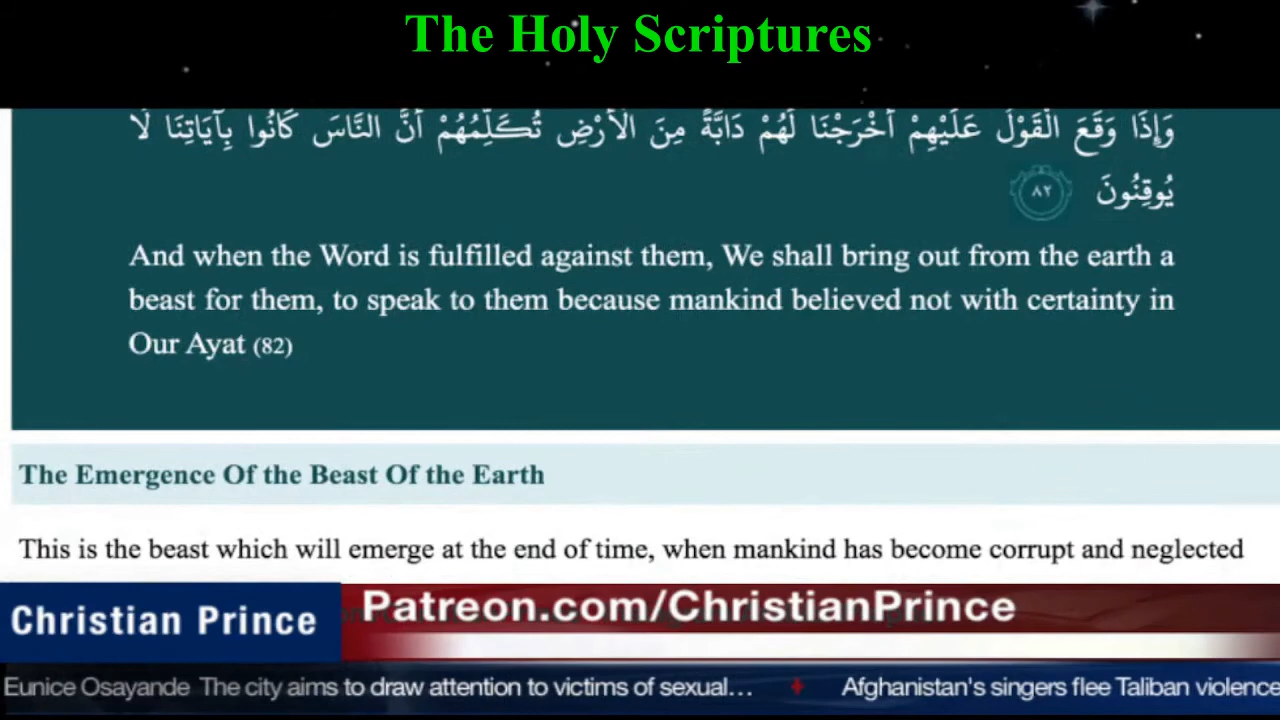 The Holy Scriptures
وَإِذَا وَقَعَ الْقَوْلُ عَلَيْهِمْ أَخْرَجْنَا لَهُمْ دَابَّةً مِنَ الْأَرْضِ تُكَلِّمُهُمْ أَنَّ النَّاسَ كَانُوا بِآيَاتِنَا لَا
يُوقِنُونَ ٨٢
And when the Word is fulfilled against them, We shall bring out from the earth a
beast for them, to speak to them because mankind believed not with certainty in
Our Ayat (82)
The Emergence Of the Beast Of the Earth
This is the beast which will emerge at the end of time, when mankind has become corrupt and neglected
Christian Prince
Patreon.com/ChristianPrince
Eunice Osayande The city aims to draw attention to victims of sexual... Afghanistan's singers flee Taliban violence